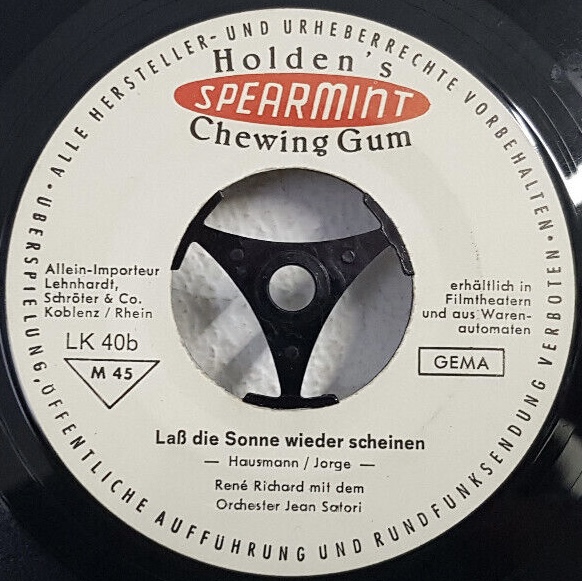 ALLE HERSTELLER- UND URHEBERRECHTE VORBEHALTEN •
ÜBERSPIELUNG, ÖFFENTLICHE AUFFÜHRUNG UND RUNDFUNKSENDUNG VERBOTEN •
Holden's
SPEARMINT
Chewing Gum
Allein-Importeur
Lehnhardt,
Schröter & Co.
Koblenz / Rhein
LK 40b
M 45
erhältlich in
Filmtheatern
und aus Waren-
automaten
GEMA
Laß die Sonne wieder scheinen
— Hausmann / Jorge —
René Richard mit dem
Orchester Jean Satori